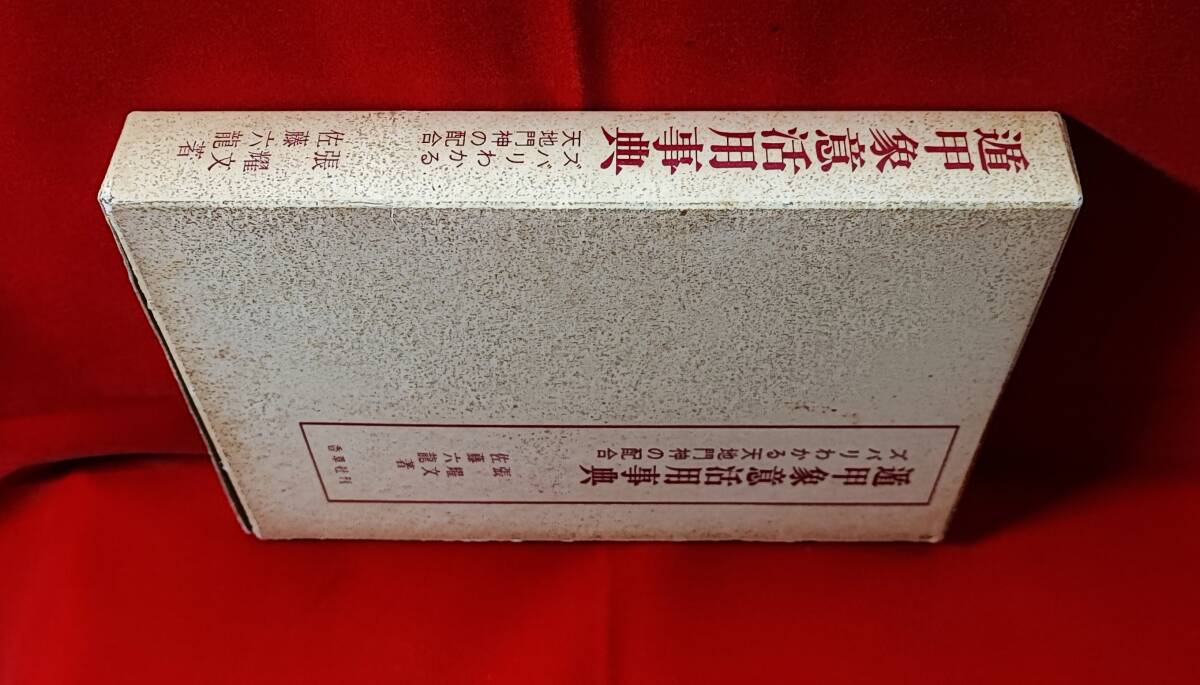 遁甲象意活用事典
ズバリわかる
天地門神の配合
張 耀文
佐藤六龍 著
ズバリわかる天地門神の配合
遁甲象意活用事典
張 耀文
佐藤六龍 著
香草社刊